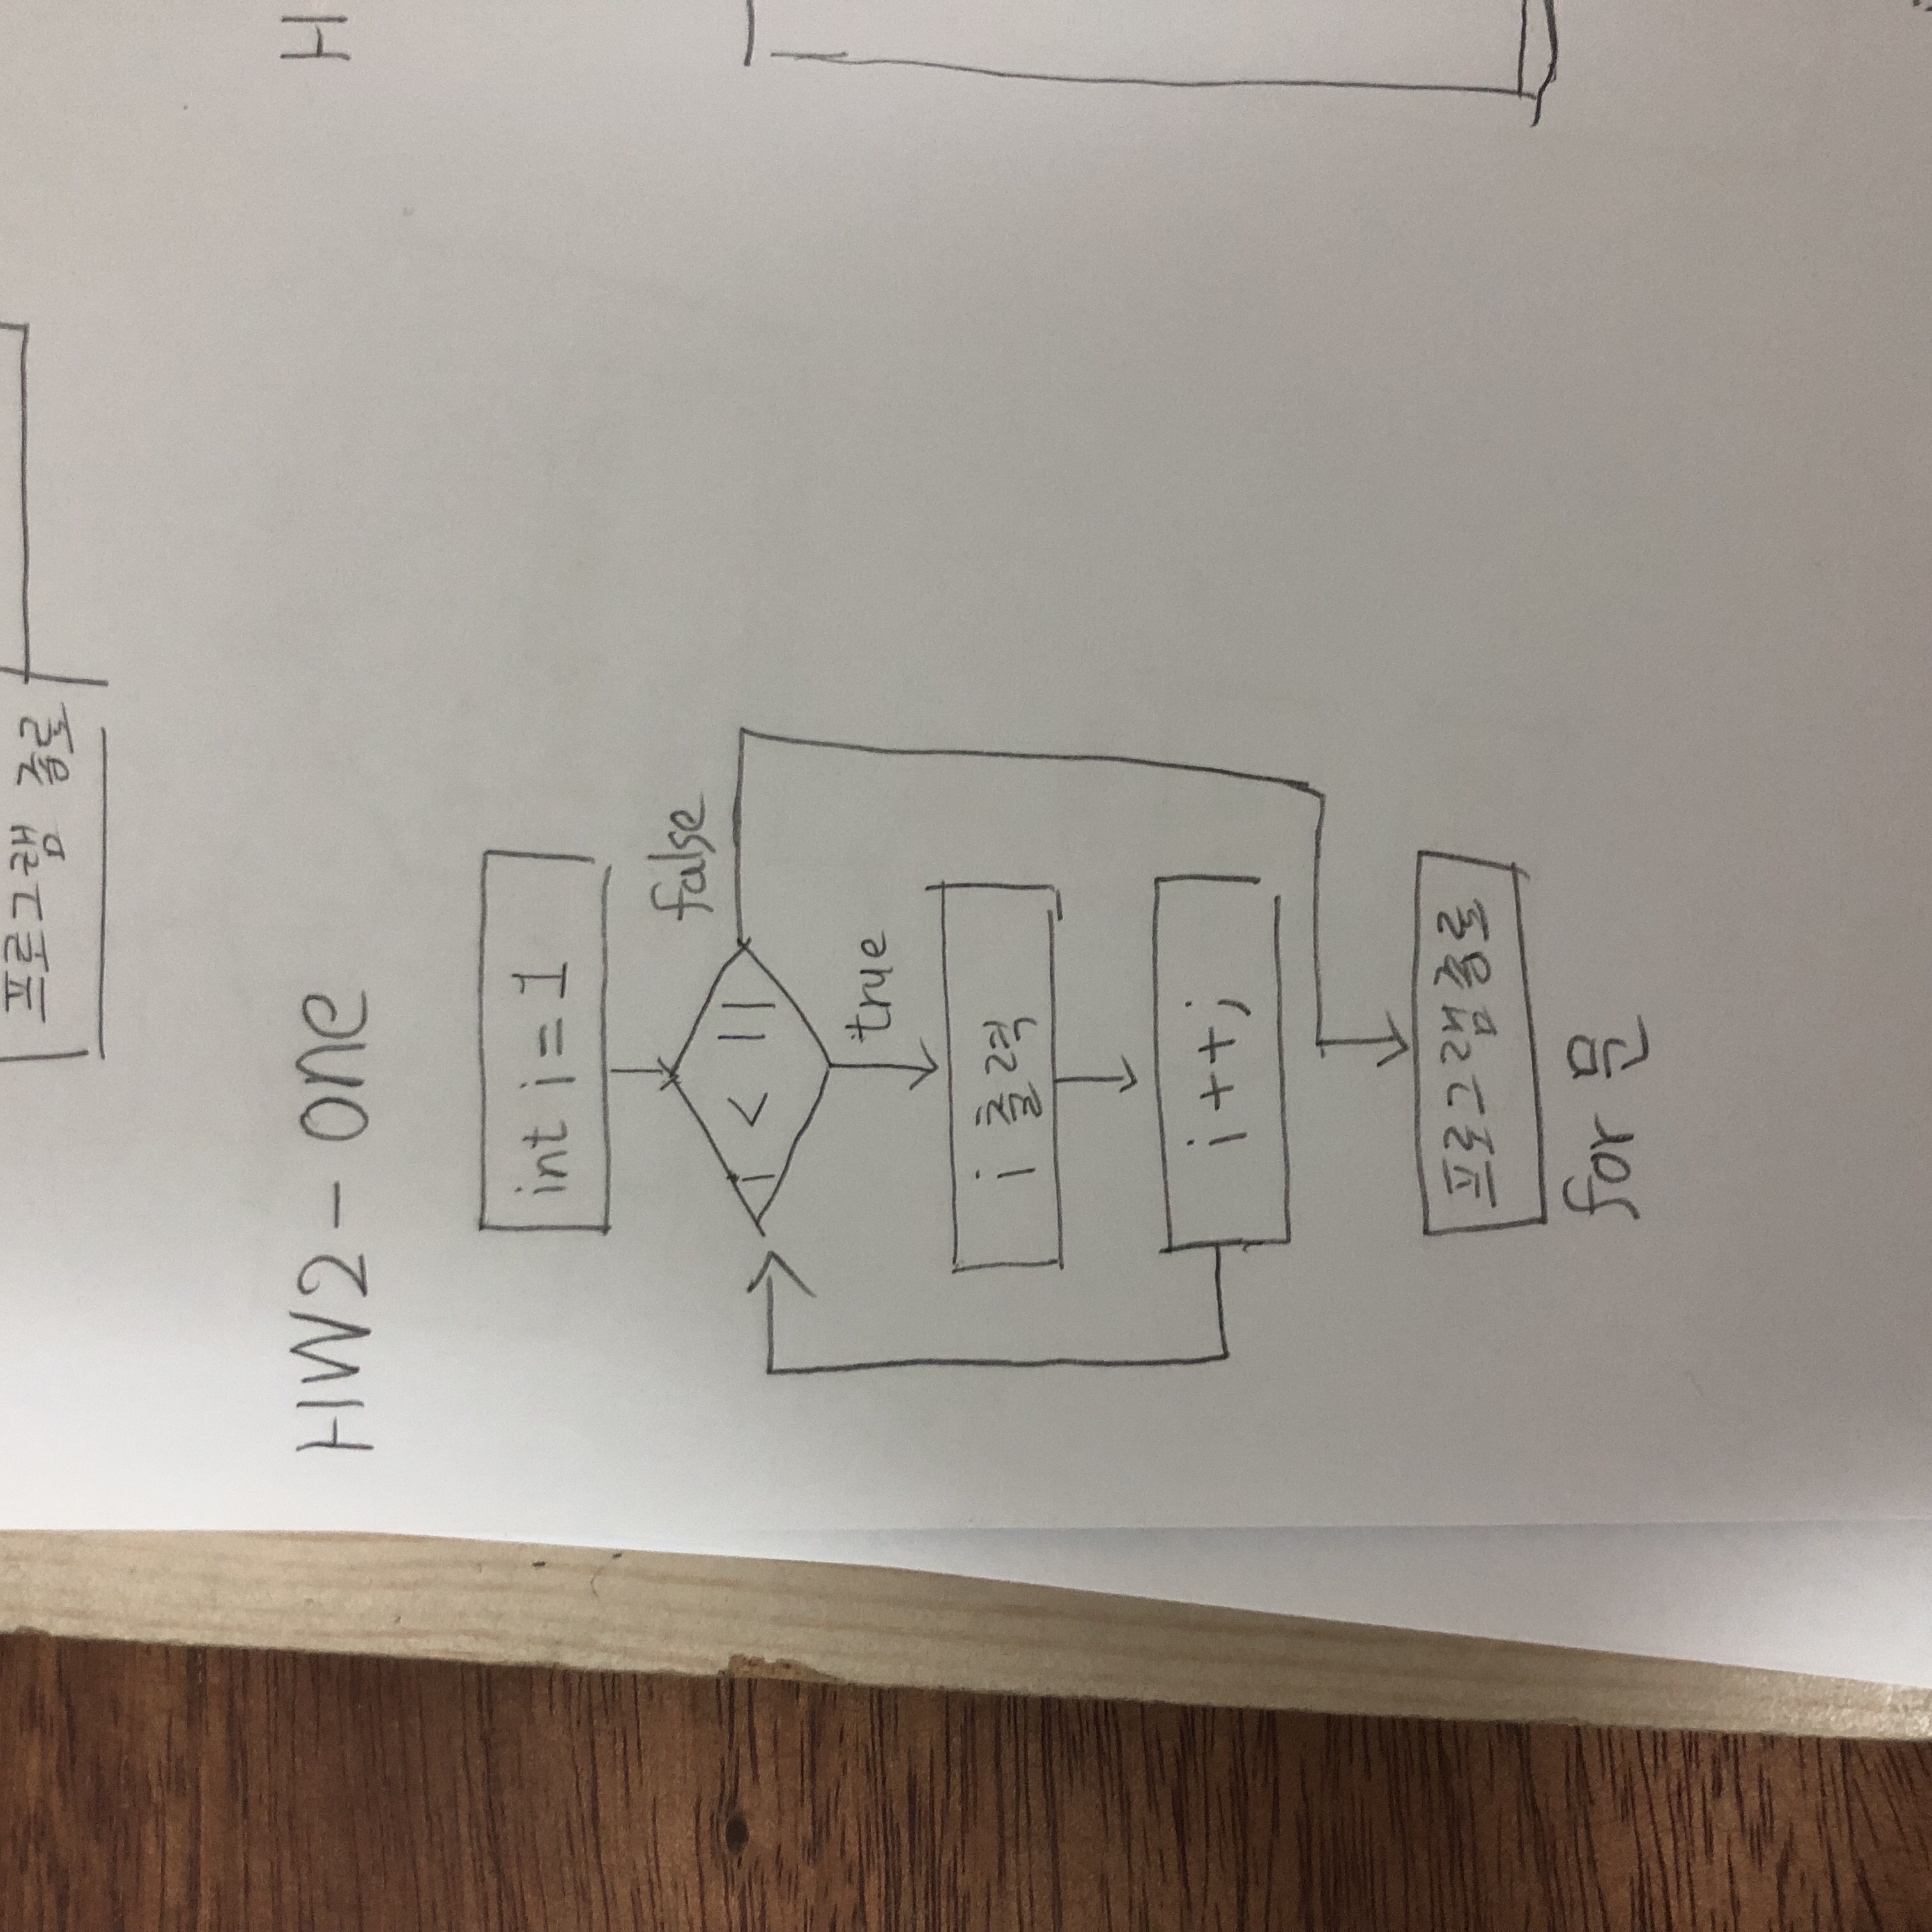 프로그램 종료
HW2 - one
H
int i = 1
false
i < 11
true
i 출력
i ++;
프로그램종료
for 문